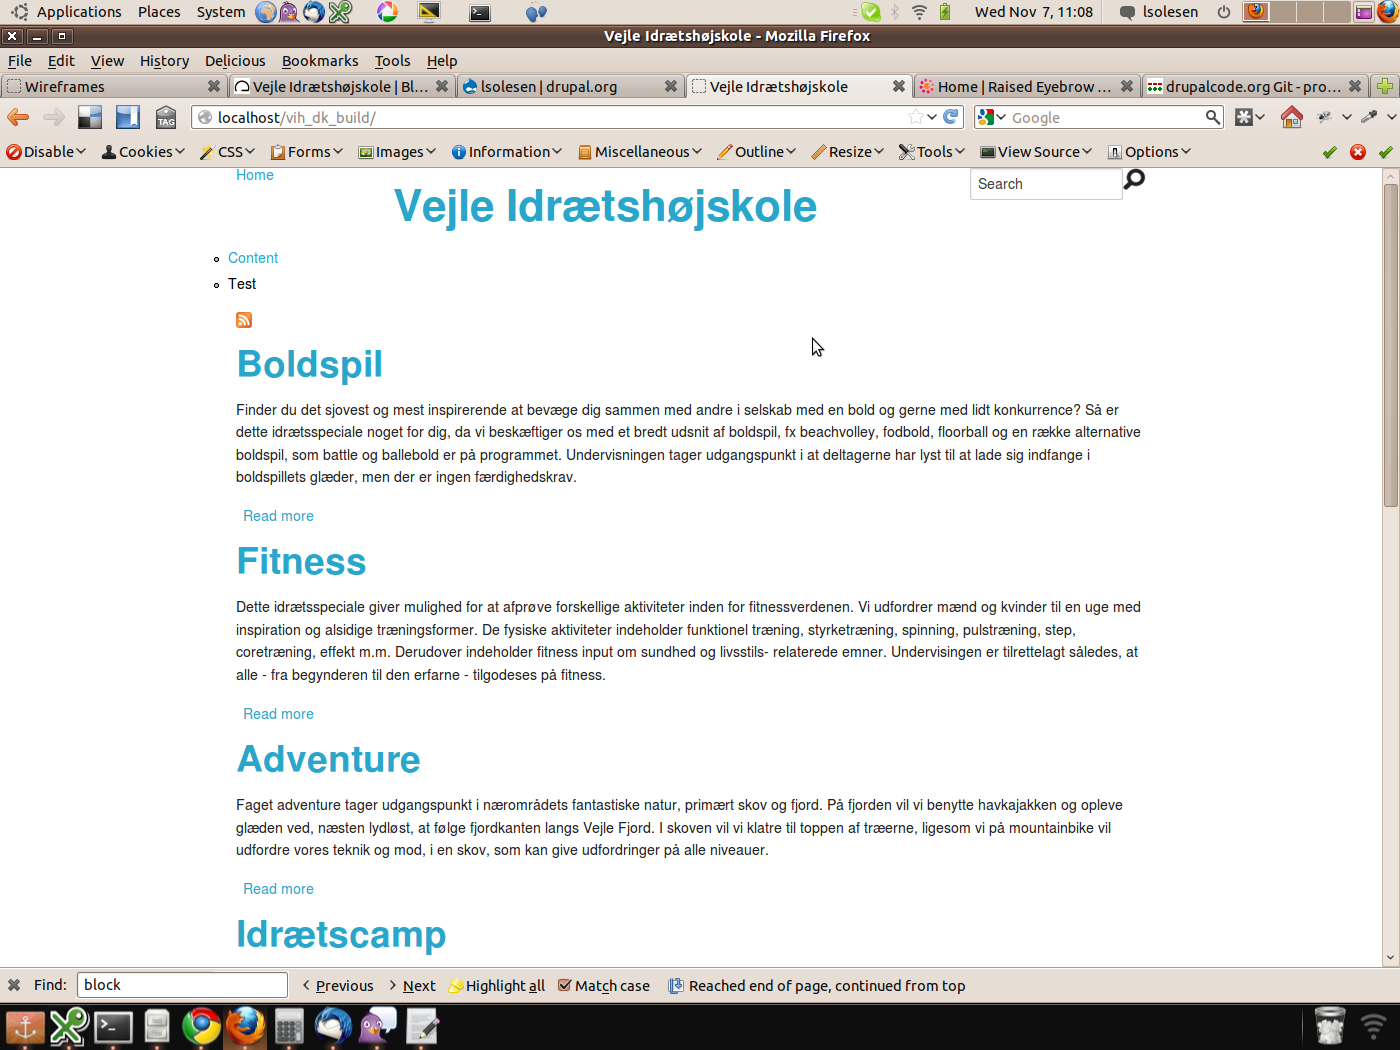 Applications Places System Wed Nov 7, 11:08 lsolesen
Vejle Idrætshøjskole - Mozilla Firefox
File Edit View History Delicious Bookmarks Tools Help
Wireframes Vejle Idrætshøjskole | Bl... lsolesen | drupal.org Vejle Idrætshøjskole Home | Raised Eyebrow ... drupalcode.org Git - pro...
TAG localhost/vih_dk_build/ Google
Disable Cookies CSS Forms Images Information Miscellaneous Outline Resize Tools View Source Options
Home
Search
Vejle Idrætshøjskole
Content
Test
Boldspil
Finder du det sjovest og mest inspirerende at bevæge dig sammen med andre i selskab med en bold og gerne med lidt konkurrence? Så er
dette idrætsspeciale noget for dig, da vi beskæftiger os med et bredt udsnit af boldspil, fx beachvolley, fodbold, floorball og en række alternative
boldspil, som battle og ballebold er på programmet. Undervisningen tager udgangspunkt i at deltagerne har lyst til at lade sig indfange i
boldspillets glæder, men der er ingen færdighedskrav.
Read more
Fitness
Dette idrætsspeciale giver mulighed for at afprøve forskellige aktiviteter inden for fitnessverdenen. Vi udfordrer mænd og kvinder til en uge med
inspiration og alsidige træningsformer. De fysiske aktiviteter indeholder funktionel træning, styrketræning, spinning, pulstræning, step,
coretræning, effekt m.m. Derudover indeholder fitness input om sundhed og livsstils- relaterede emner. Undervisingen er tilrettelagt således, at
alle - fra begynderen til den erfarne - tilgodeses på fitness.
Read more
Adventure
Faget adventure tager udgangspunkt i nærområdets fantastiske natur, primært skov og fjord. På fjorden vil vi benytte havkajakken og opleve
glæden ved, næsten lydløst, at følge fjordkanten langs Vejle Fjord. I skoven vil vi klatre til toppen af træerne, ligesom vi på mountainbike vil
udfordre vores teknik og mod, i en skov, som kan give udfordringer på alle niveauer.
Read more
Idrætscamp
Find: block Previous Next Highlight all Match case Reached end of page, continued from top